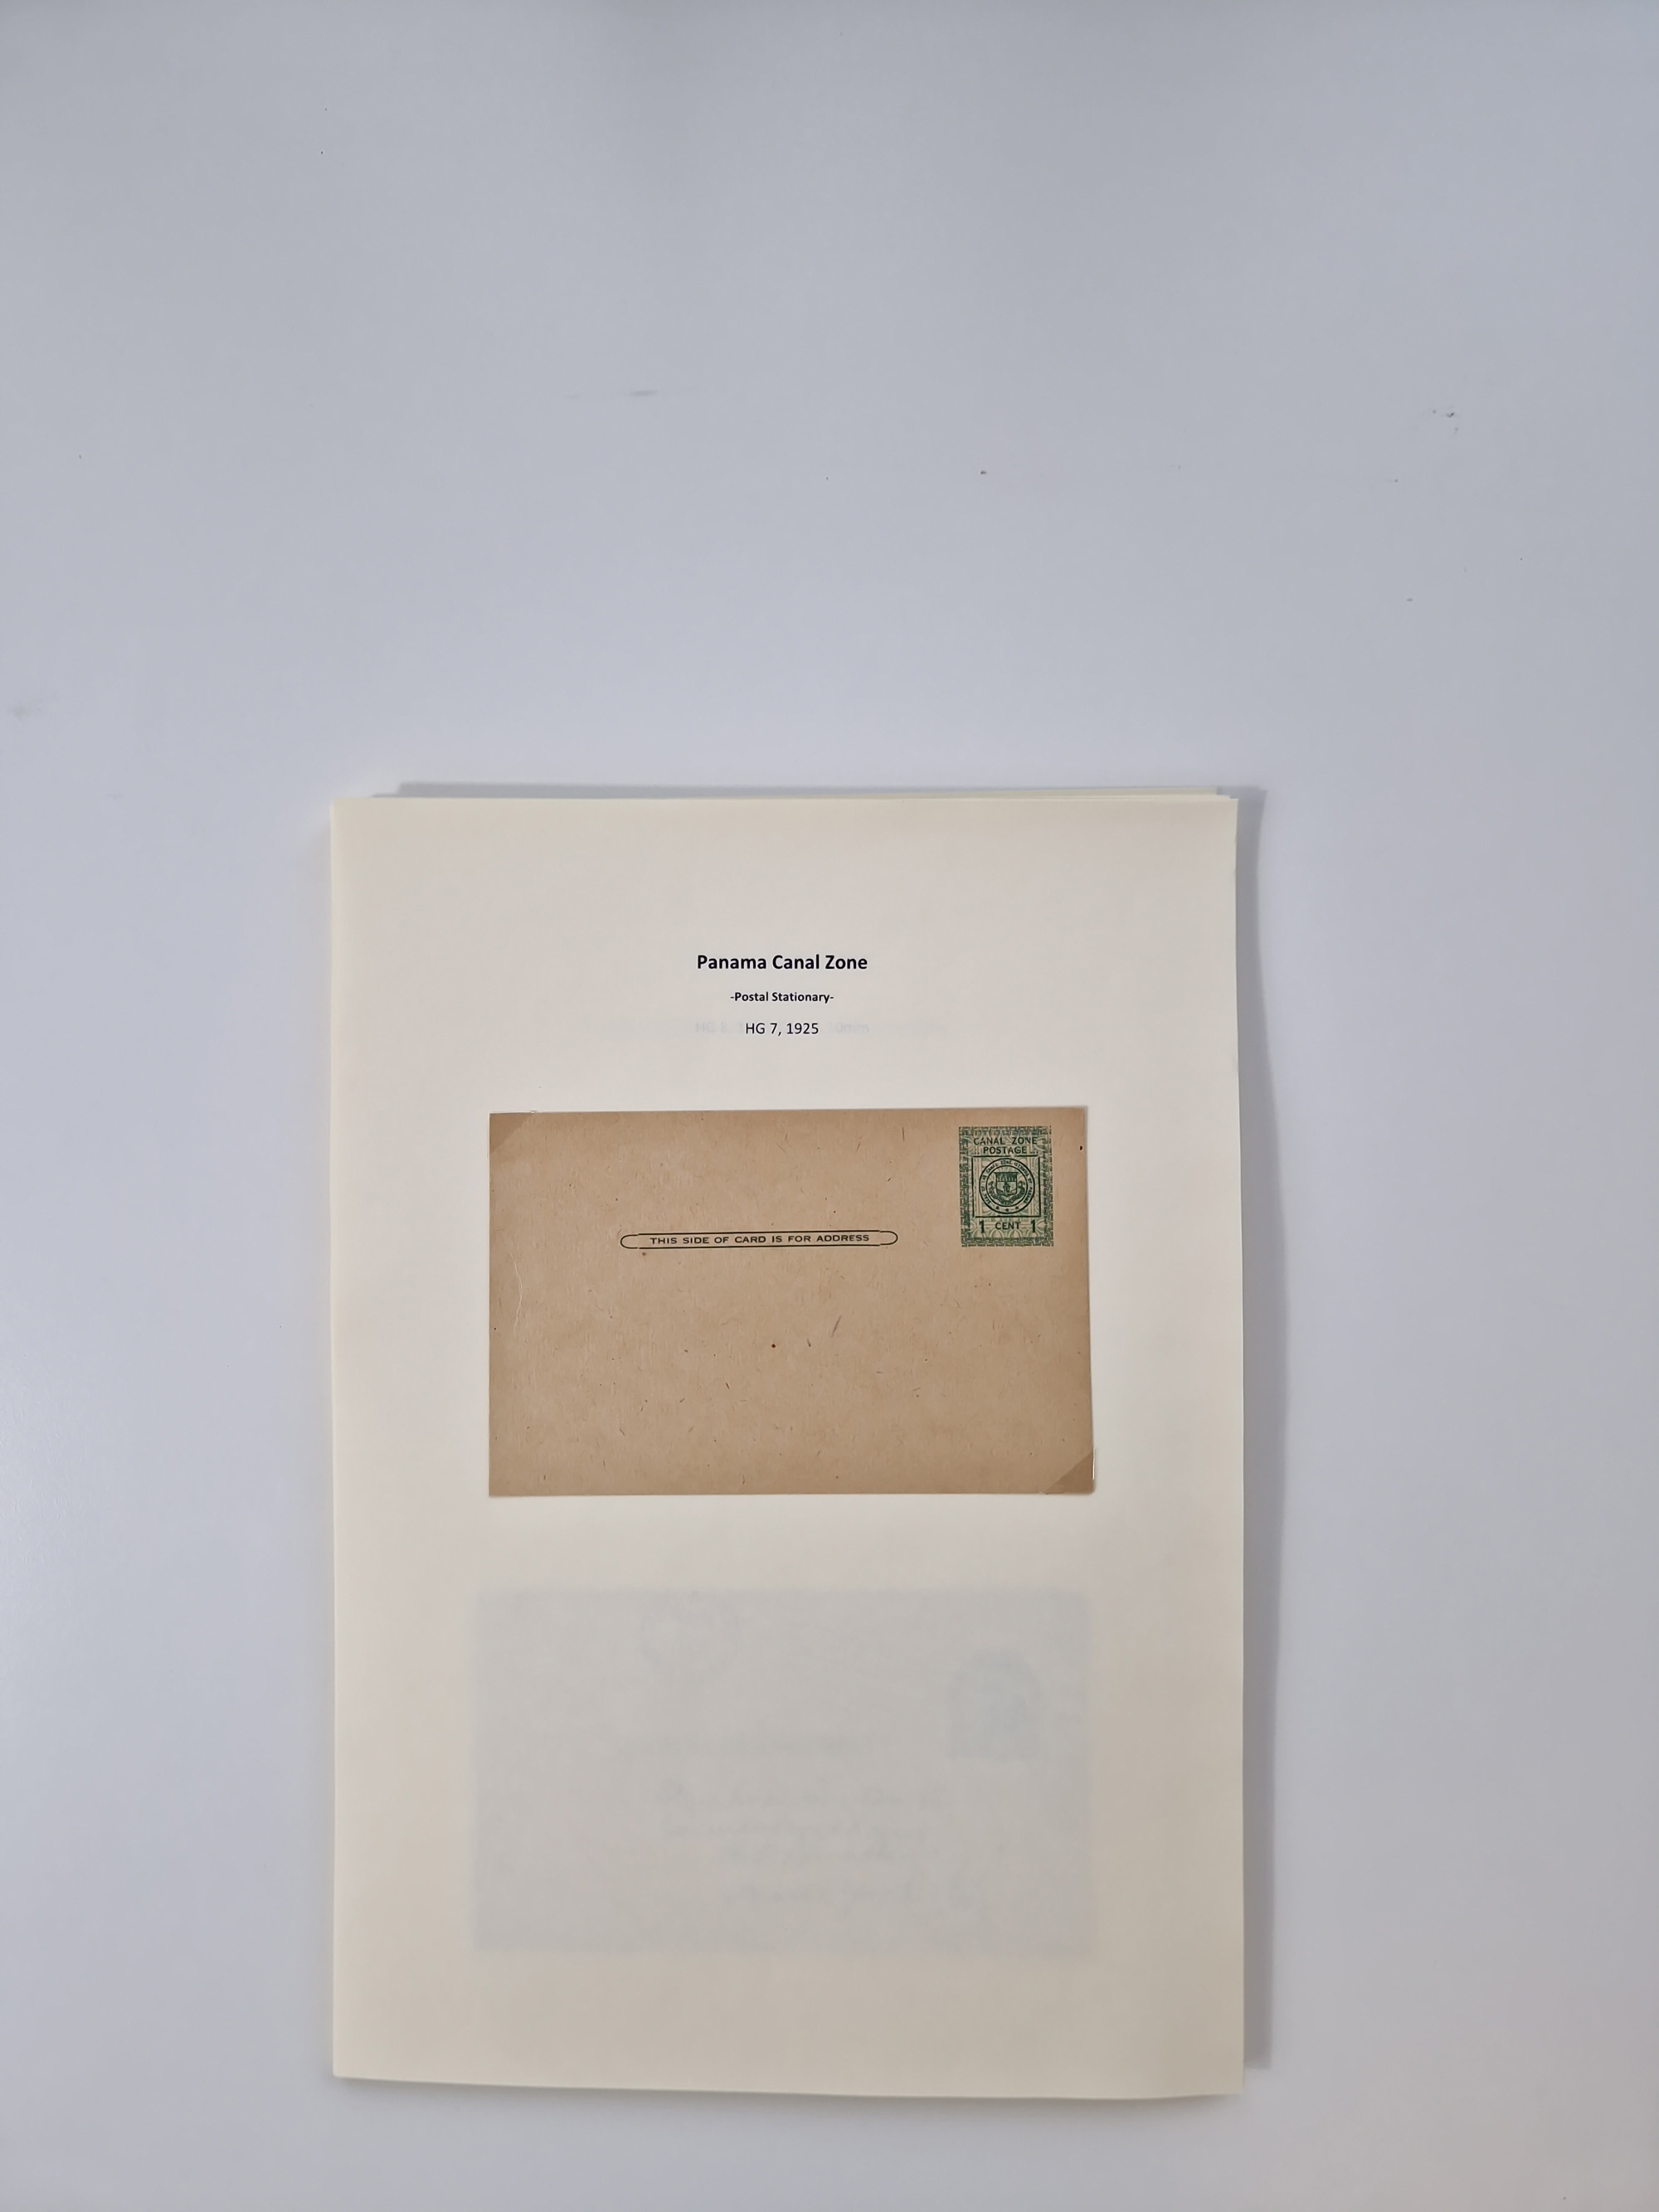 Panama Canal Zone
-Postal Stationary-
HG 7, 1925
CANAL ZONE
POSTAGE
1 CENT 1
THIS SIDE OF CARD IS FOR ADDRESS